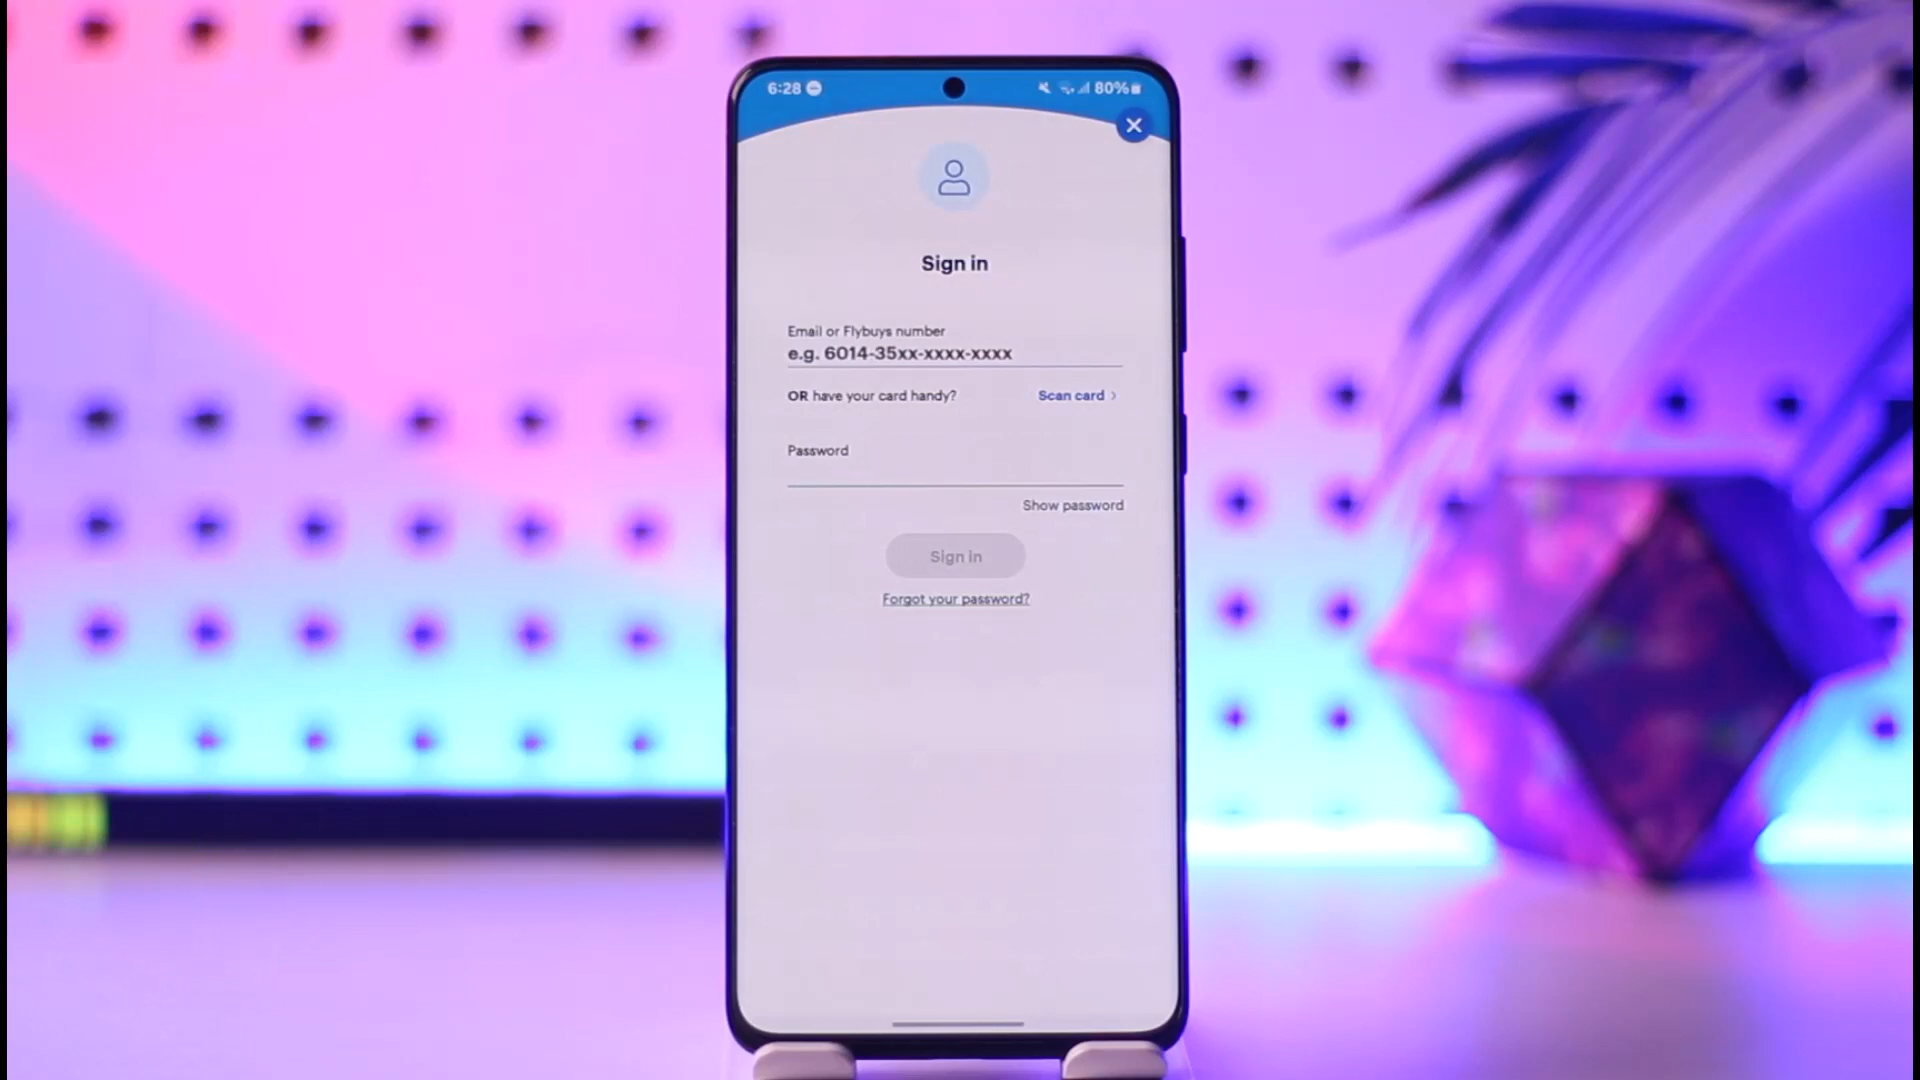 6:28 80%
Sign in
Email or Flybuys number
e.g. 6014-35xx-xxxx-xxxx
OR have your card handy? Scan card
Password
Show password
Sign in
Forgot your password?